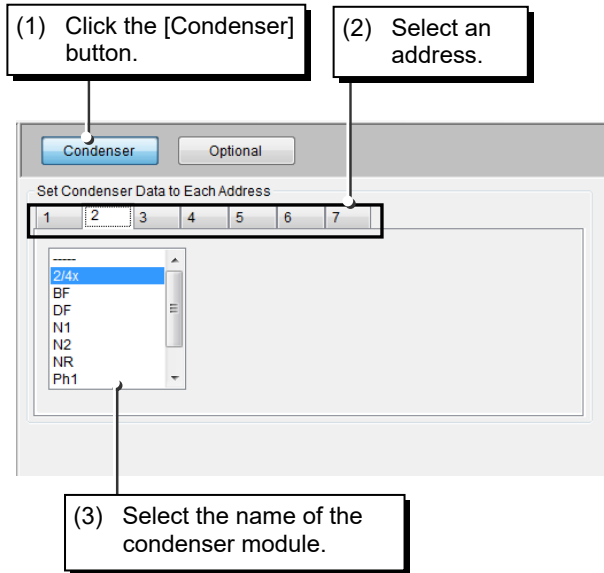 (1) Click the [Condenser]
button.
(2) Select an
address.
Condenser
Optional
Set Condenser Data to Each Address
1 2 3 4 5 6 7
-----
2/4x
BF
DF
N1
N2
NR
Ph1
(3) Select the name of the
condenser module.